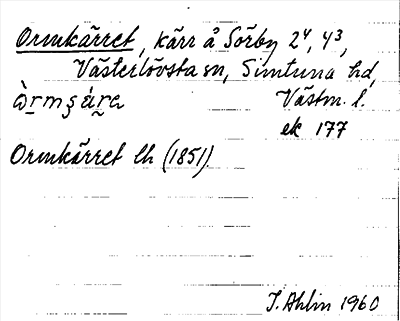 Ormkärret, kärr å Sörby 2⁴, 4³,
Västerlövsta sn, Simtuna hd,
Västm. l.
ek 177
Ormkärret lh (1851)
I. Ahlin 1960